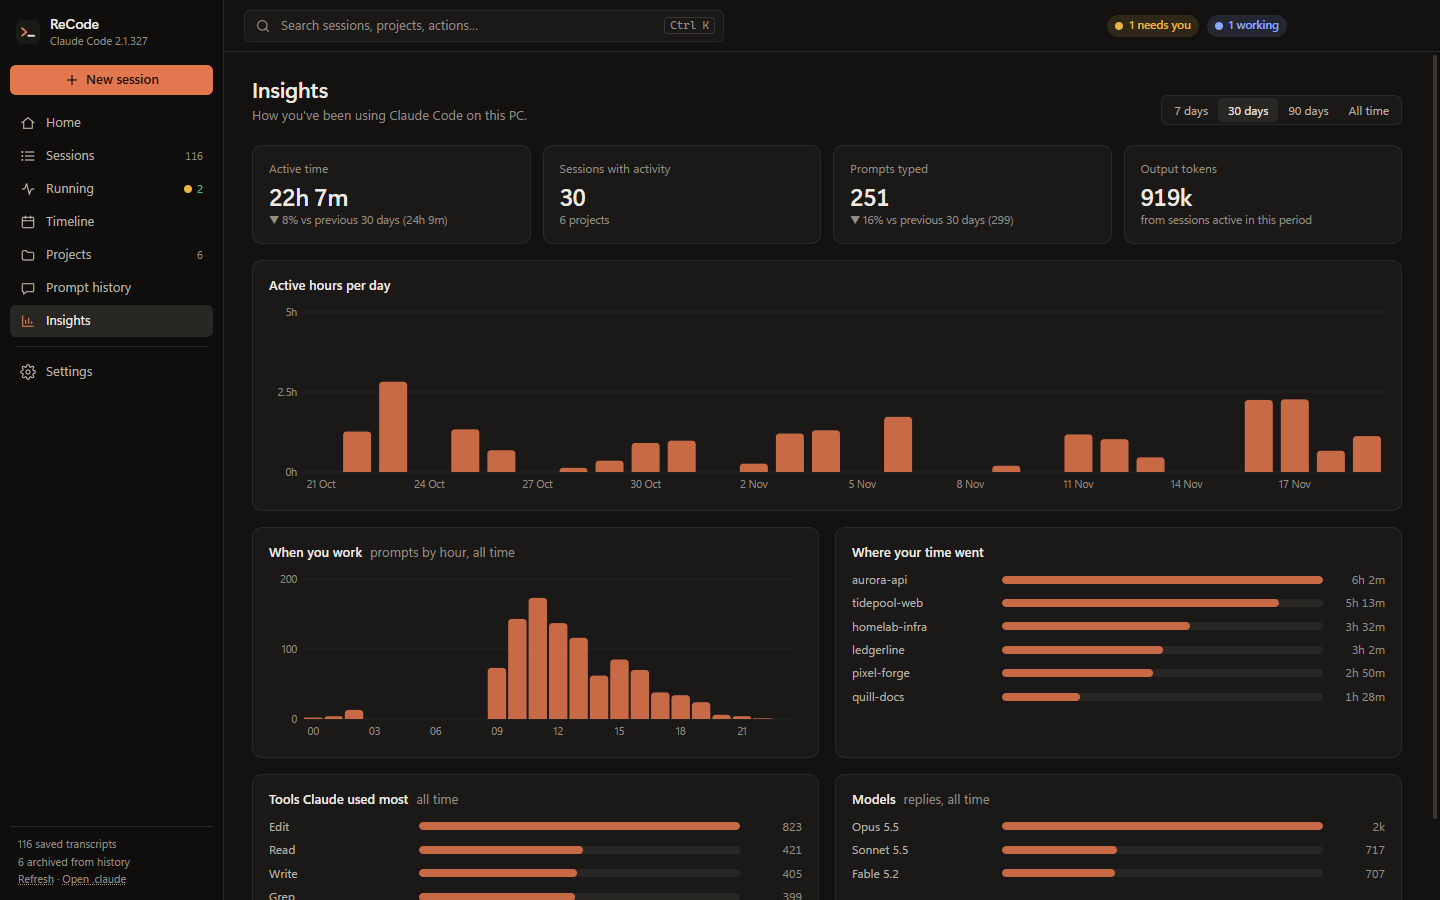 ReCode
Claude Code 2.1.327
New session
Home
Sessions 116
Running 2
Timeline
Projects 6
Prompt history
Insights
Settings
116 saved transcripts
6 archived from history
Refresh · Open .claude
Search sessions, projects, actions... Ctrl K
1 needs you
1 working
Insights
How you've been using Claude Code on this PC.
7 days 30 days 90 days All time
Active time
22h 7m
▼ 8% vs previous 30 days (24h 9m)
Sessions with activity
30
6 projects
Prompts typed
251
▼ 16% vs previous 30 days (299)
Output tokens
919k
from sessions active in this period
Active hours per day
5h
2.5h
0h
21 Oct 24 Oct 27 Oct 30 Oct 2 Nov 5 Nov 8 Nov 11 Nov 14 Nov 17 Nov
When you work prompts by hour, all time
200
100
0
00 03 06 09 12 15 18 21
Where your time went
aurora-api 6h 2m
tidepool-web 5h 13m
homelab-infra 3h 32m
ledgerline 3h 2m
pixel-forge 2h 50m
quill-docs 1h 28m
Tools Claude used most all time
Edit 823
Read 421
Write 405
Grep 399
Models replies, all time
Opus 5.5 2k
Sonnet 5.5 717
Fable 5.2 707